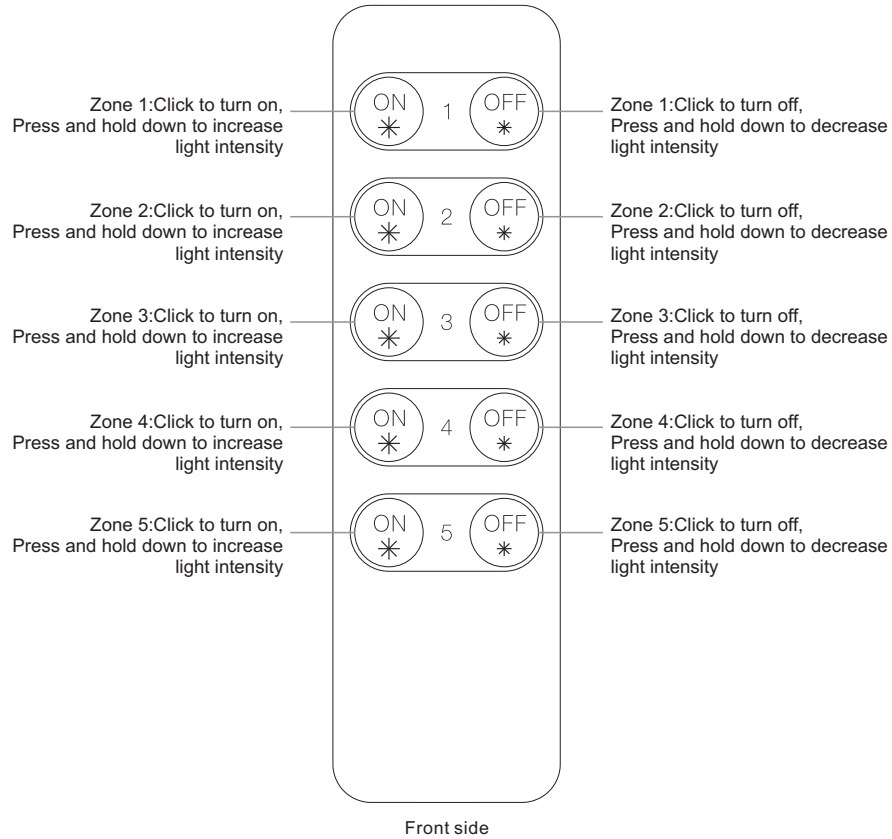 Zone 1:Click to turn on,
Press and hold down to increase
light intensity
ON 1 OFF
Zone 1:Click to turn off,
Press and hold down to decrease
light intensity
Zone 2:Click to turn on,
Press and hold down to increase
light intensity
ON 2 OFF
Zone 2:Click to turn off,
Press and hold down to decrease
light intensity
Zone 3:Click to turn on,
Press and hold down to increase
light intensity
ON 3 OFF
Zone 3:Click to turn off,
Press and hold down to decrease
light intensity
Zone 4:Click to turn on,
Press and hold down to increase
light intensity
ON 4 OFF
Zone 4:Click to turn off,
Press and hold down to decrease
light intensity
Zone 5:Click to turn on,
Press and hold down to increase
light intensity
ON 5 OFF
Zone 5:Click to turn off,
Press and hold down to decrease
light intensity
Front side